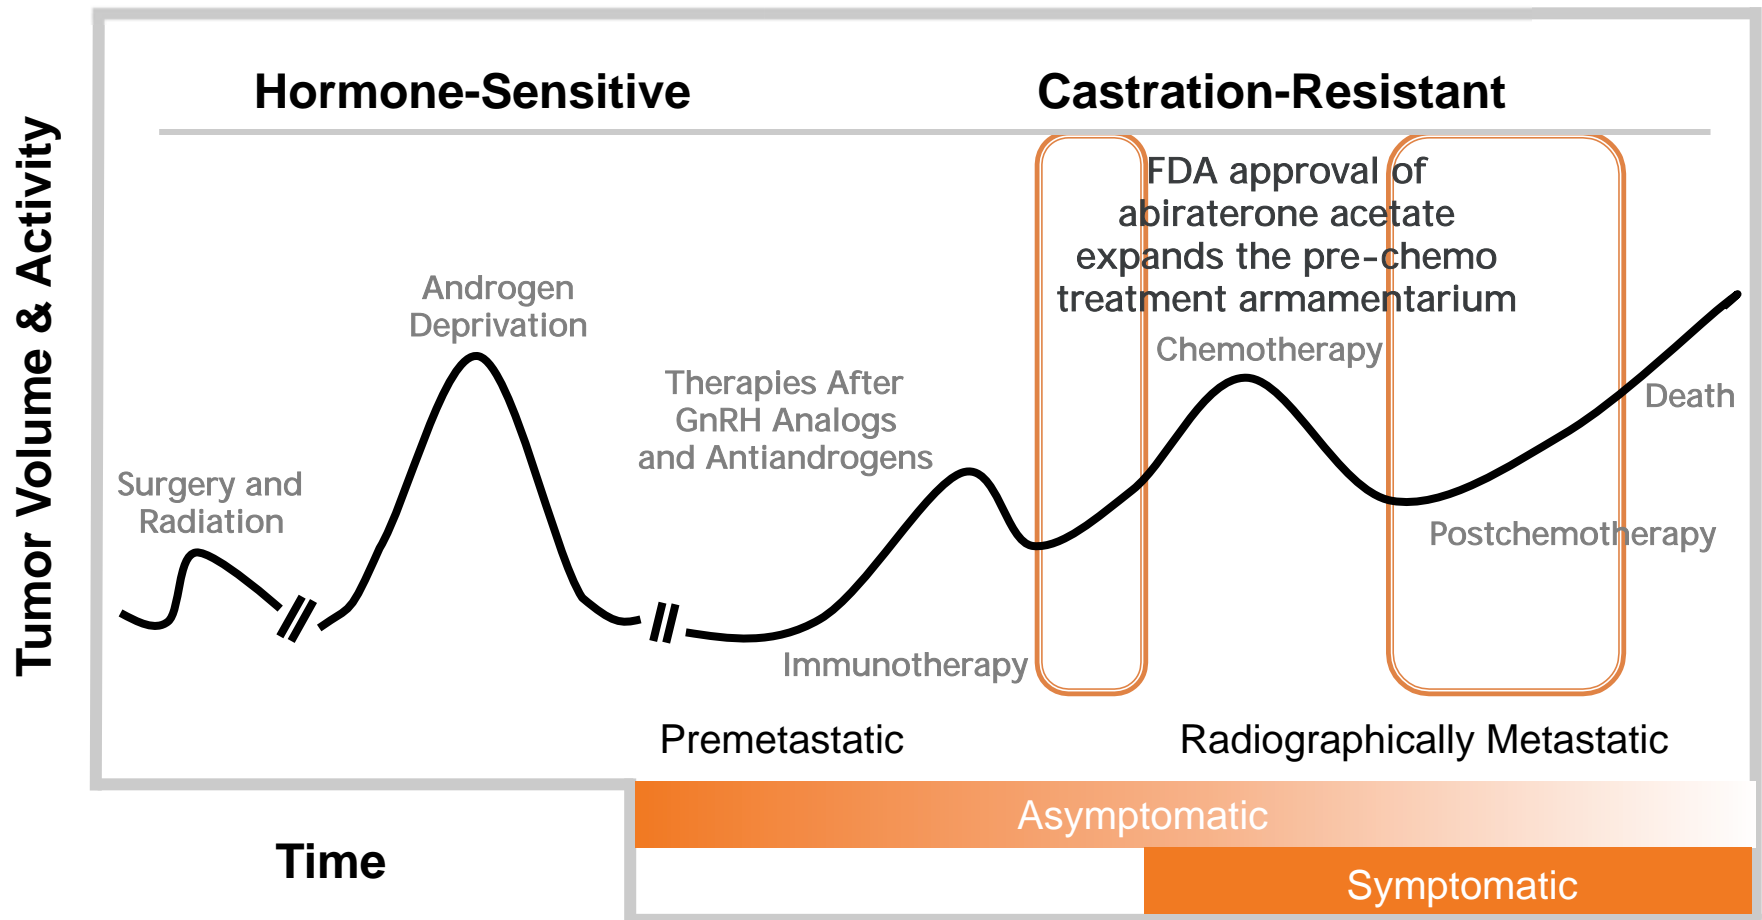 Hormone-Sensitive
Castration-Resistant
Tumor Volume & Activity
FDA approval of
abiraterone acetate
expands the pre-chemo
treatment armamentarium
Androgen
Deprivation
Chemotherapy
Therapies After
GnRH Analogs
and Antiandrogens
Death
Surgery and
Radiation
Postchemotherapy
Immunotherapy
Premetastatic
Radiographically Metastatic
Asymptomatic
Time
Symptomatic